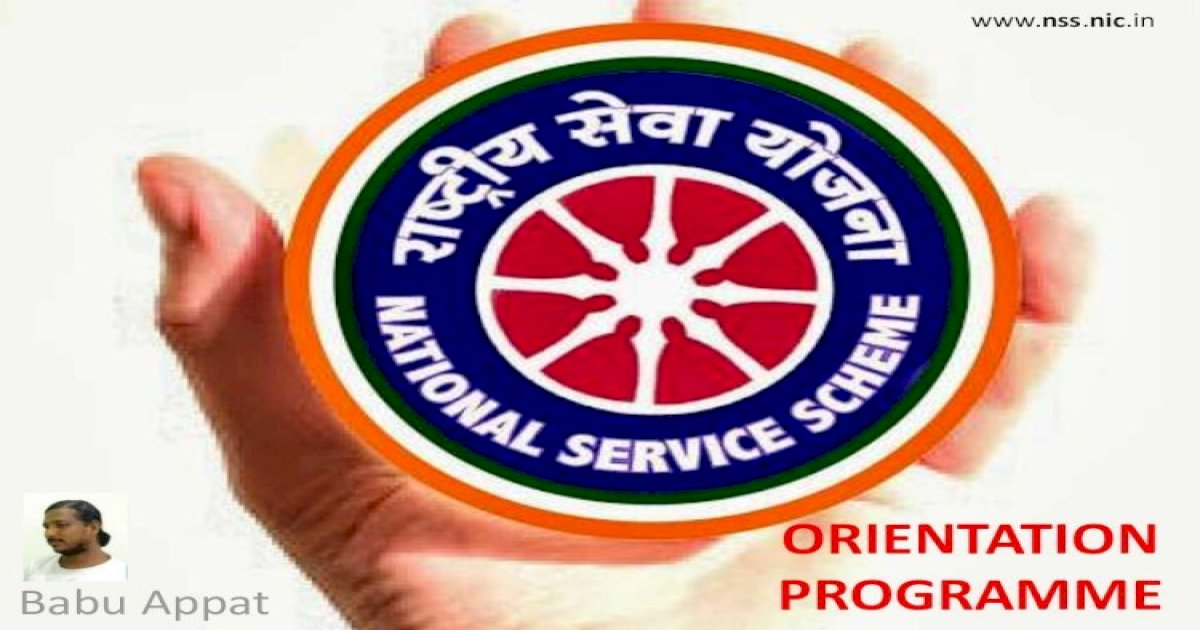 www.nss.nic.in
राष्ट्रीय सेवा योजना
NATIONAL SERVICE SCHEME
ORIENTATION
PROGRAMME
Babu Appat